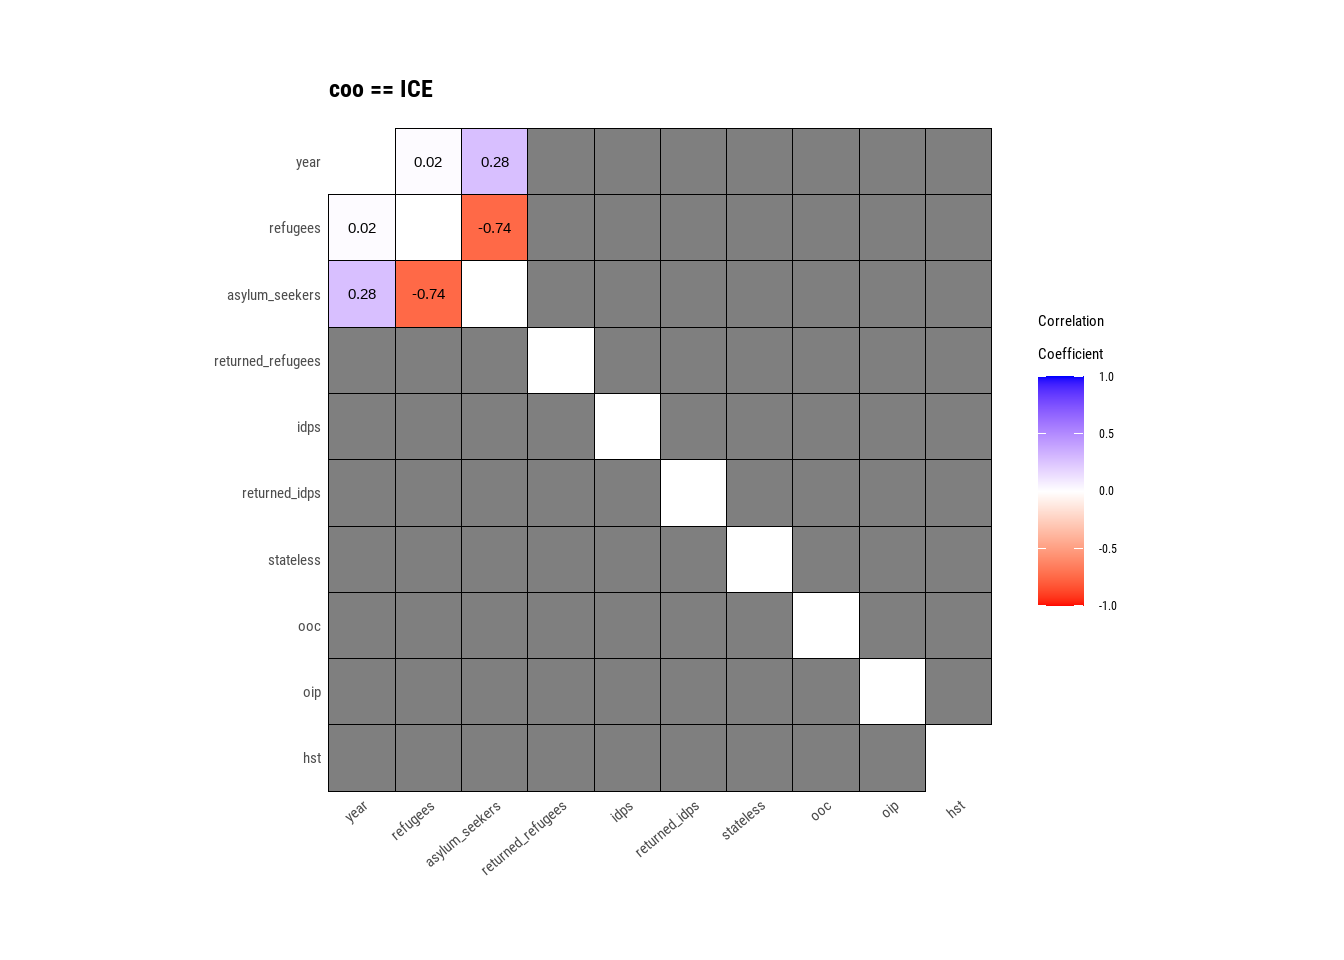 coo == ICE
year 0.02 0.28
refugees 0.02 -0.74
asylum_seekers 0.28 -0.74
returned_refugees
idps
returned_idps
stateless
ooc
oip
hst
year refugees asylum_seekers returned_refugees idps returned_idps stateless ooc oip hst
Correlation
Coefficient
1.0
0.5
0.0
-0.5
-1.0